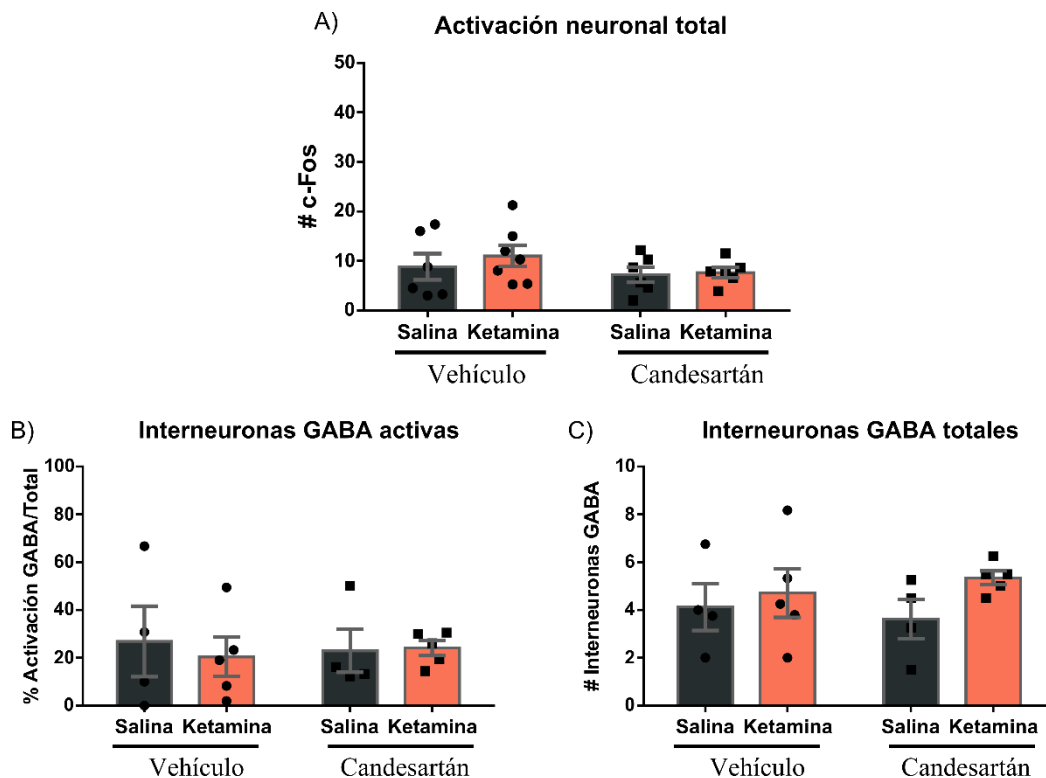 A) Activación neuronal total
# c-Fos
50
40
30
20
10
0
Salina Ketamina Salina Ketamina
Vehículo Candesartán
B) Interneuronas GABA activas
% Activación GABA/Total
100
80
60
40
20
0
Salina Ketamina Salina Ketamina
Vehículo Candesartán
C) Interneuronas GABA totales
# Interneuronas GABA
10
8
6
4
2
0
Salina Ketamina Salina Ketamina
Vehículo Candesartán